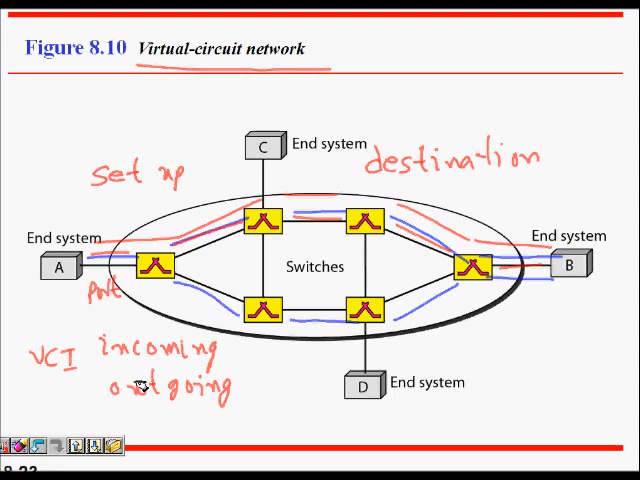 Figure 8.10 Virtual-circuit network
End system
C
set up
destination
End system
A
Switches
End system
B
port
VCI incoming
outgoing
D
End system
8.23